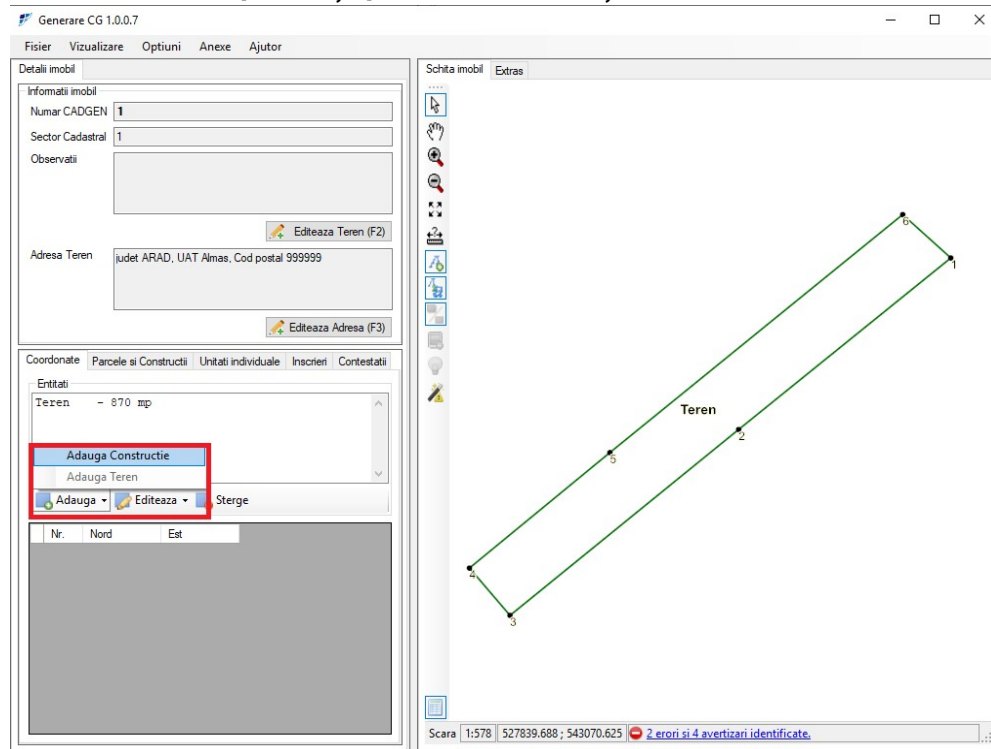 Generare CG 1.0.0.7
Fisier Vizualizare Optiuni Anexe Ajutor
Detalii imobil
Informatii imobil
Numar CADGEN 1
Sector Cadastral 1
Observatii
Editeaza Teren (F2)
Adresa Teren judet ARAD, UAT Almas, Cod postal 999999
Editeaza Adresa (F3)
Coordonate Parcele si Constructii Unitati individuale Inscrieri Contestatii
Entitati
Teren - 870 mp
Adauga Constructie
Adauga Teren
Adauga Editeaza Sterge
Nr. Nord Est
Schita imobil Extras
6
1
Teren
2
5
4
3
Scara 1:578 527839.688 ; 543070.625 2 erori si 4 avertizari identificate.